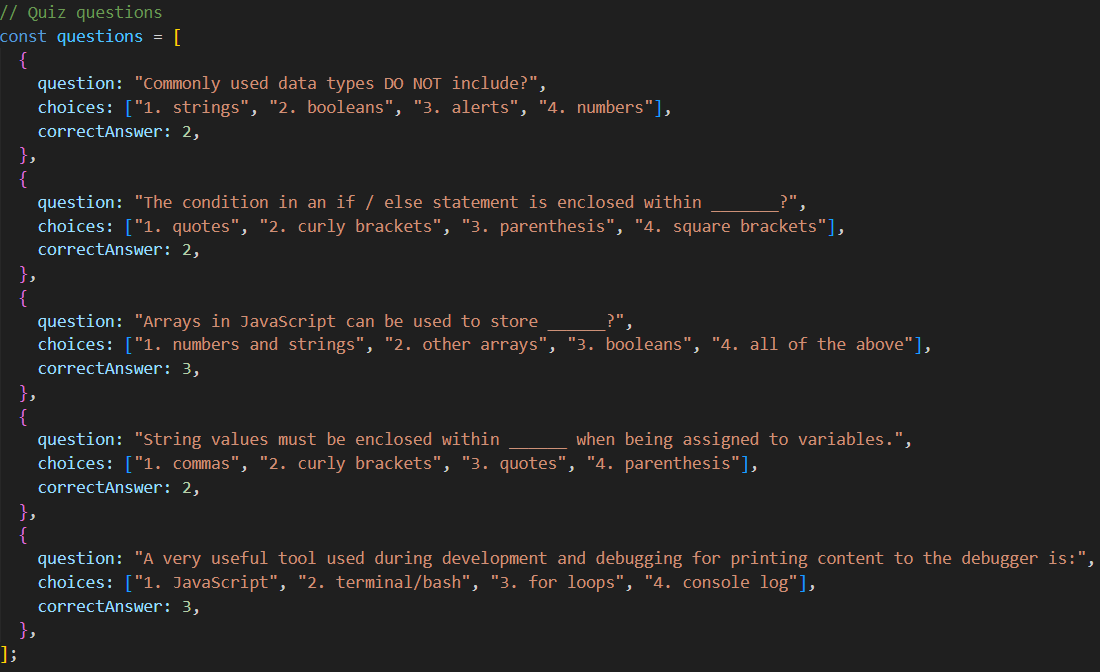 // Quiz questions
const questions = [
  {
    question: "Commonly used data types DO NOT include?",
    choices: ["1. strings", "2. booleans", "3. alerts", "4. numbers"],
    correctAnswer: 2,
  },
  {
    question: "The condition in an if / else statement is enclosed within _______?",
    choices: ["1. quotes", "2. curly brackets", "3. parenthesis", "4. square brackets"],
    correctAnswer: 2,
  },
  {
    question: "Arrays in JavaScript can be used to store ______?",
    choices: ["1. numbers and strings", "2. other arrays", "3. booleans", "4. all of the above"],
    correctAnswer: 3,
  },
  {
    question: "String values must be enclosed within ______ when being assigned to variables.",
    choices: ["1. commas", "2. curly brackets", "3. quotes", "4. parenthesis"],
    correctAnswer: 2,
  },
  {
    question: "A very useful tool used during development and debugging for printing content to the debugger is:",
    choices: ["1. JavaScript", "2. terminal/bash", "3. for loops", "4. console log"],
    correctAnswer: 3,
  },
];